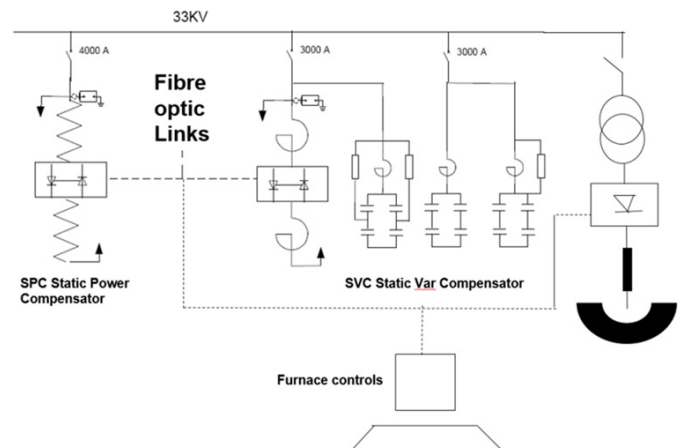 33KV
4000 A
3000 A
3000 A
Fibre
optic
Links
SPC Static Power
Compensator
SVC Static Var Compensator
Furnace controls